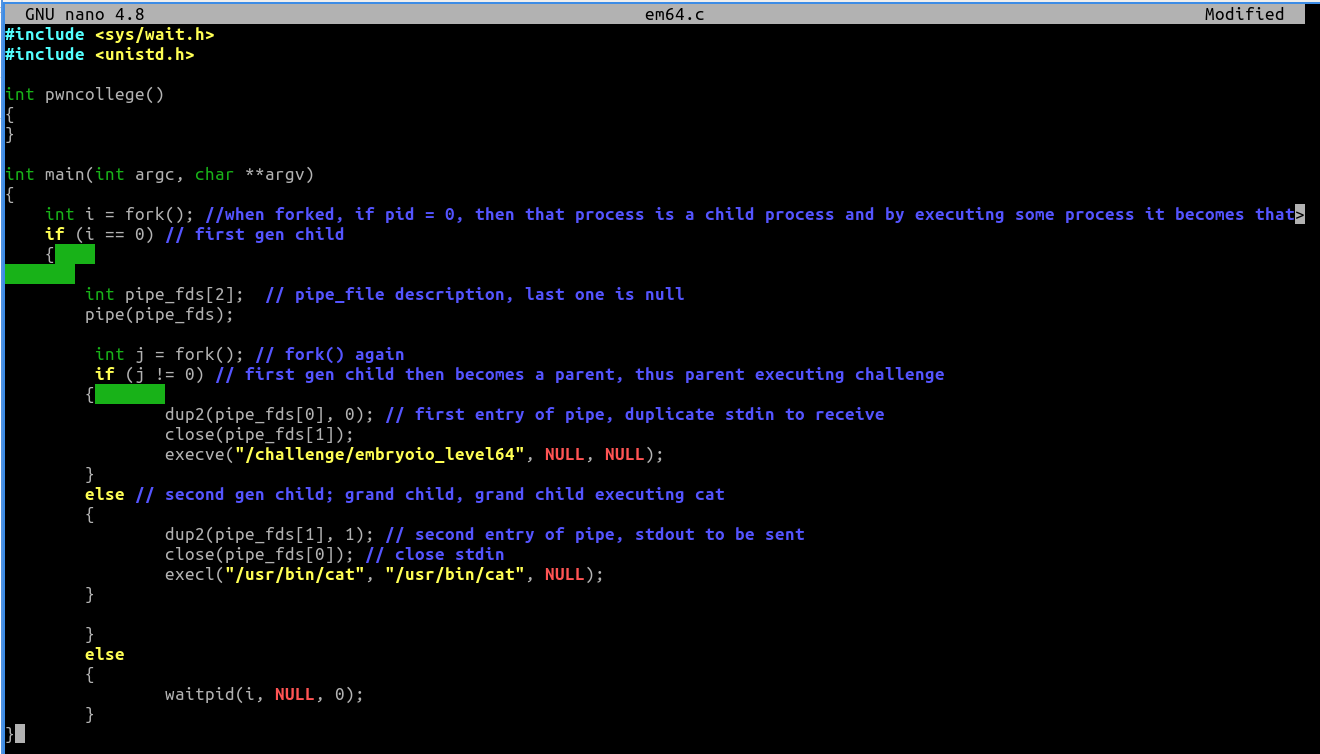 GNU nano 4.8 em64.c Modified
#include <sys/wait.h>
#include <unistd.h>
int pwncollege()
{
}
int main(int argc, char **argv)
{
int i = fork(); //when forked, if pid = 0, then that process is a child process and by executing some process it becomes that>
if (i == 0) // first gen child
{
int pipe_fds[2];  // pipe_file description, last one is null
pipe(pipe_fds);
int j = fork(); // fork() again
if (j != 0) // first gen child then becomes a parent, thus parent executing challenge
{
dup2(pipe_fds[0], 0); // first entry of pipe, duplicate stdin to receive
close(pipe_fds[1]);
execve("/challenge/embryoio_level64", NULL, NULL);
}
else // second gen child; grand child, grand child executing cat
{
dup2(pipe_fds[1], 1); // second entry of pipe, stdout to be sent
close(pipe_fds[0]); // close stdin
execl("/usr/bin/cat", "/usr/bin/cat", NULL);
}
}
else
{
waitpid(i, NULL, 0);
}
}